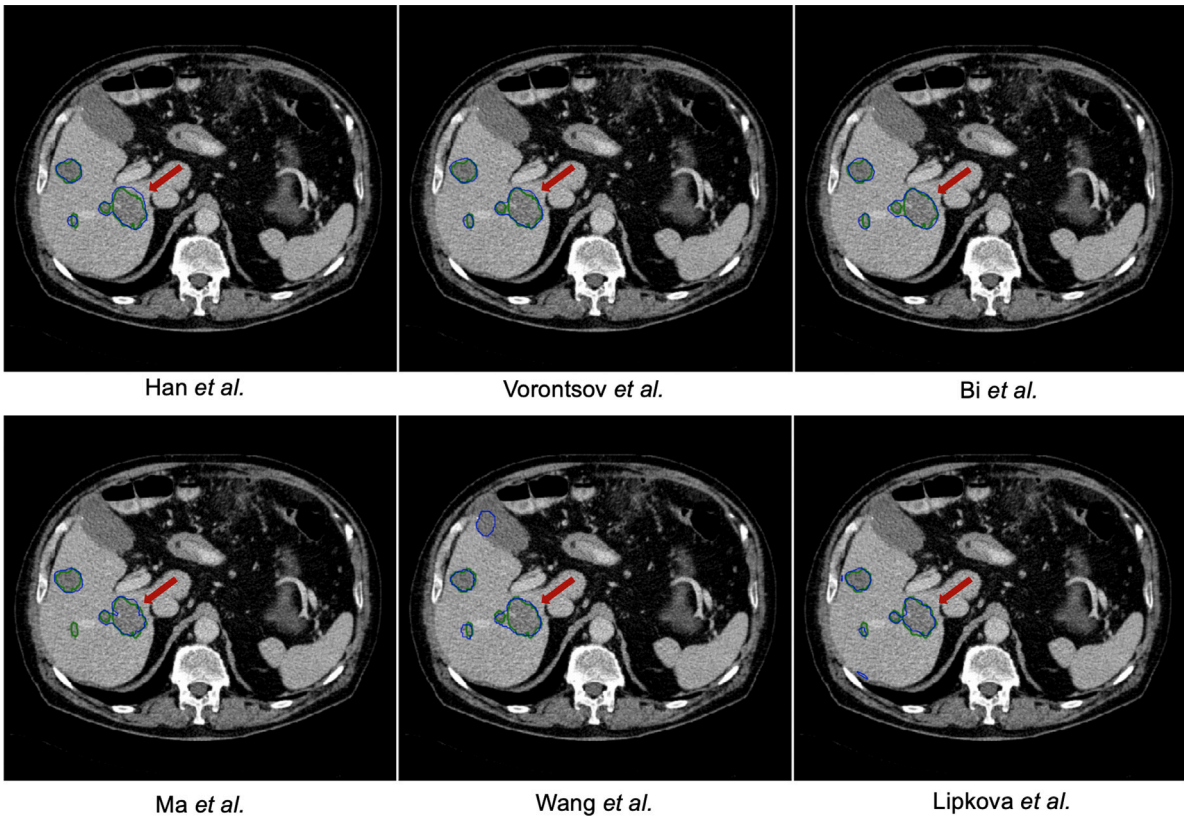 Han et al.
Vorontsov et al.
Bi et al.
Ma et al.
Wang et al.
Lipkova et al.